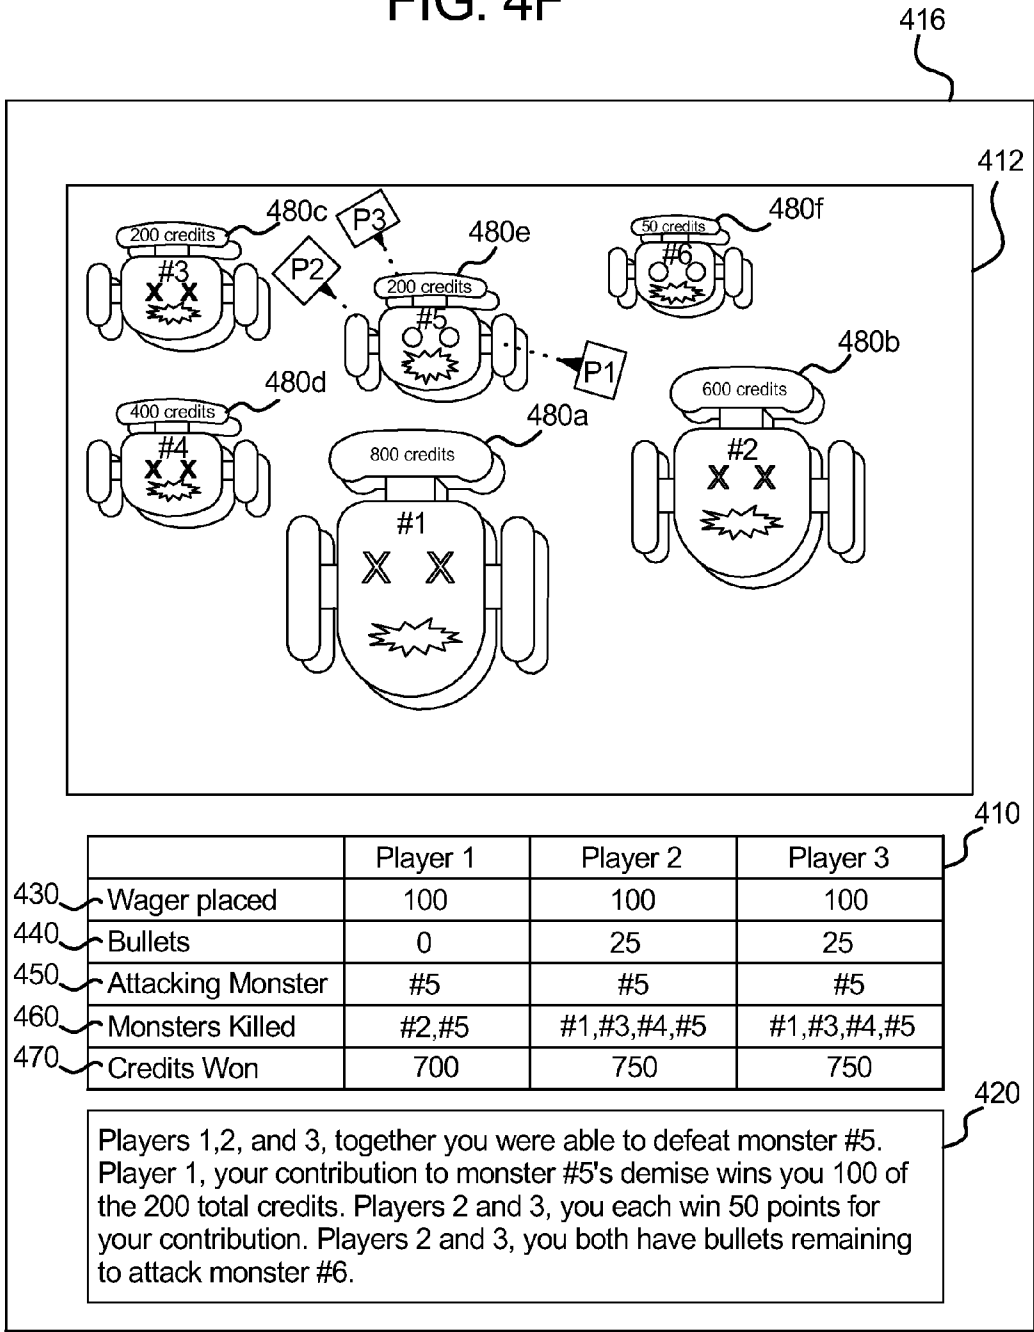 FIG. 4F
416
412
480c
P3
480f
200 credits
50 credits
480e
#3
P2
#6
200 credits
#5
480b
P1
480d
600 credits
400 credits
480a
#4
#2
800 credits
#1
410
Player 1 Player 2 Player 3
430 Wager placed 100 100 100
440 Bullets 0 25 25
450 Attacking Monster #5 #5 #5
460 Monsters Killed #2,#5 #1,#3,#4,#5 #1,#3,#4,#5
470 Credits Won 700 750 750
420
Players 1,2, and 3, together you were able to defeat monster #5.
Player 1, your contribution to monster #5's demise wins you 100 of
the 200 total credits. Players 2 and 3, you each win 50 points for
your contribution. Players 2 and 3, you both have bullets remaining
to attack monster #6.